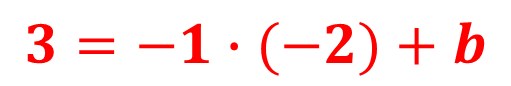 3 = −1 · (−2) + b